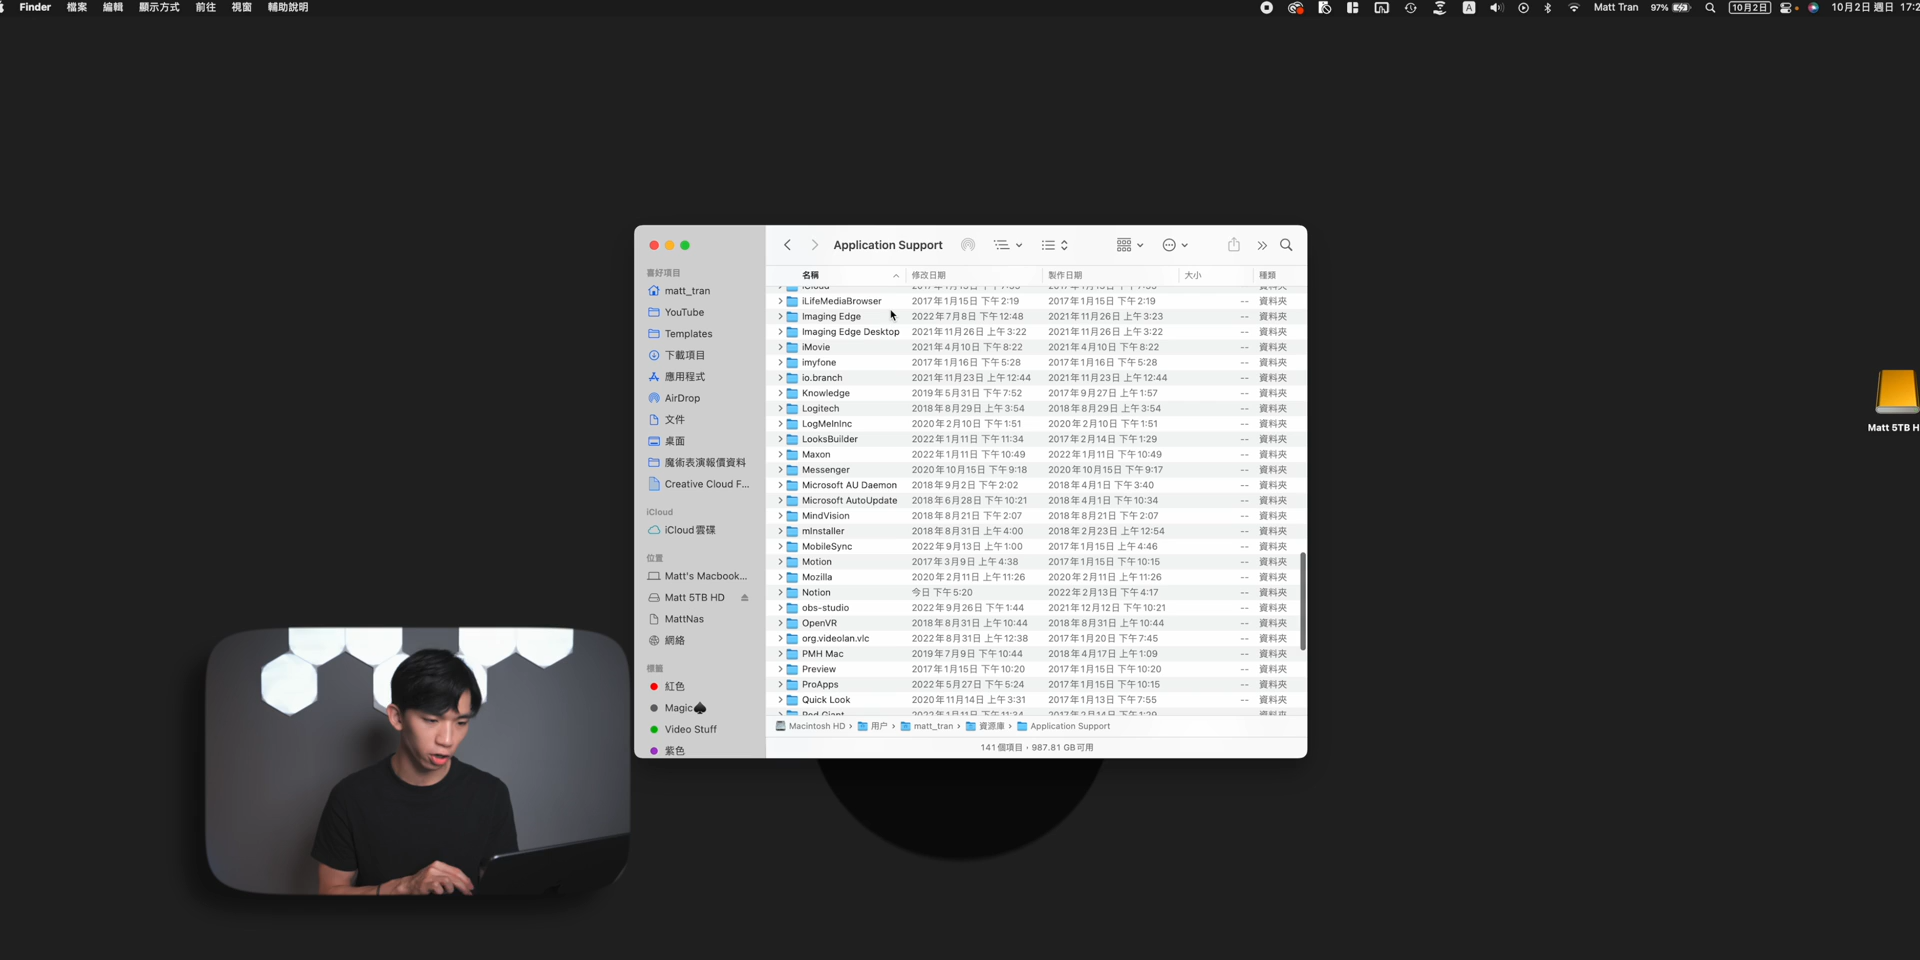 Finder 檔案 編輯 顯示方式 前往 視窗 輔助說明
A Matt Tran 97% 10月2日 10月2日 週日 17:2
Application Support
喜好項目
matt_tran
YouTube
Templates
下載項目
應用程式
AirDrop
文件
桌面
魔術表演報價資料
Creative Cloud F...
iCloud
iCloud雲碟
位置
Matt's Macbook...
Matt 5TB HD
MattNas
網絡
標籤
紅色
Magic♠
Video Stuff
紫色
名稱 修改日期 製作日期 大小 種類
iLifeMediaBrowser 2017年1月15日 下午2:19 2017年1月15日 下午2:19 -- 資料夾
Imaging Edge 2022年7月8日 下午12:48 2021年11月26日 上午3:23 -- 資料夾
Imaging Edge Desktop 2021年11月26日 上午3:22 2021年11月26日 上午3:22 -- 資料夾
iMovie 2021年4月10日 下午8:22 2021年4月10日 下午8:22 -- 資料夾
imyfone 2017年1月16日 下午5:28 2017年1月16日 下午5:28 -- 資料夾
io.branch 2021年11月23日 上午12:44 2021年11月23日 上午12:44 -- 資料夾
Knowledge 2019年5月31日 下午7:52 2017年9月27日 上午1:57 -- 資料夾
Logitech 2018年8月29日 上午3:54 2018年8月29日 上午3:54 -- 資料夾
LogMeInInc 2020年2月10日 下午1:51 2020年2月10日 下午1:51 -- 資料夾
LooksBuilder 2022年1月11日 下午11:34 2017年2月14日 下午1:29 -- 資料夾
Maxon 2022年1月11日 下午10:49 2022年1月11日 下午10:49 -- 資料夾
Messenger 2020年10月15日 下午9:18 2020年10月15日 下午9:17 -- 資料夾
Microsoft AU Daemon 2018年9月2日 下午2:02 2018年4月1日 下午3:40 -- 資料夾
Microsoft AutoUpdate 2018年6月28日 下午10:21 2018年4月1日 下午10:34 -- 資料夾
MindVision 2018年8月21日 下午2:07 2018年8月21日 下午2:07 -- 資料夾
mInstaller 2018年8月31日 上午4:00 2018年2月23日 上午12:54 -- 資料夾
MobileSync 2022年9月13日 上午1:00 2017年1月15日 上午4:46 -- 資料夾
Motion 2017年3月9日 上午4:38 2017年1月15日 下午10:15 -- 資料夾
Mozilla 2020年2月11日 上午11:26 2020年2月11日 上午11:26 -- 資料夾
Notion 今日 下午5:20 2022年2月13日 下午4:17 -- 資料夾
obs-studio 2022年9月26日 下午1:44 2021年12月12日 下午10:21 -- 資料夾
OpenVR 2018年8月31日 上午10:44 2018年8月31日 上午10:44 -- 資料夾
org.videolan.vlc 2022年8月31日 上午12:38 2017年1月20日 下午7:45 -- 資料夾
PMH Mac 2019年7月9日 下午10:44 2018年4月17日 上午1:09 -- 資料夾
Preview 2017年1月15日 下午10:20 2017年1月15日 下午10:20 -- 資料夾
ProApps 2022年5月27日 下午5:24 2017年1月15日 下午10:15 -- 資料夾
Quick Look 2020年11月14日 上午3:31 2017年1月13日 下午7:55 -- 資料夾
Red Giant 2022年1月11日 下午11:34 2017年2月14日 下午1:29 -- 資料夾
Macintosh HD › 用戶 › matt_tran › 資源庫 › Application Support
141個項目，987.81 GB可用
Matt 5TB H